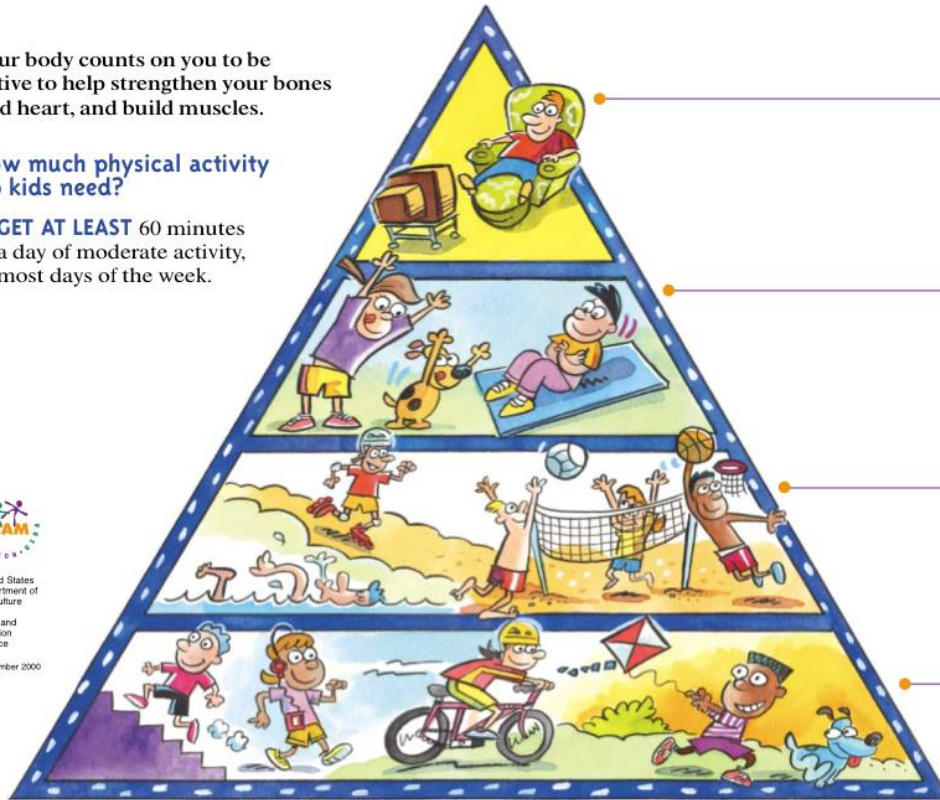 ur body counts on you to be
tive to help strengthen your bones
d heart, and build muscles.
ow much physical activity
o kids need?
GET AT LEAST 60 minutes
a day of moderate activity,
most days of the week.
AM
d States
rtment of
ulture
and
ion
ce
mber 2000